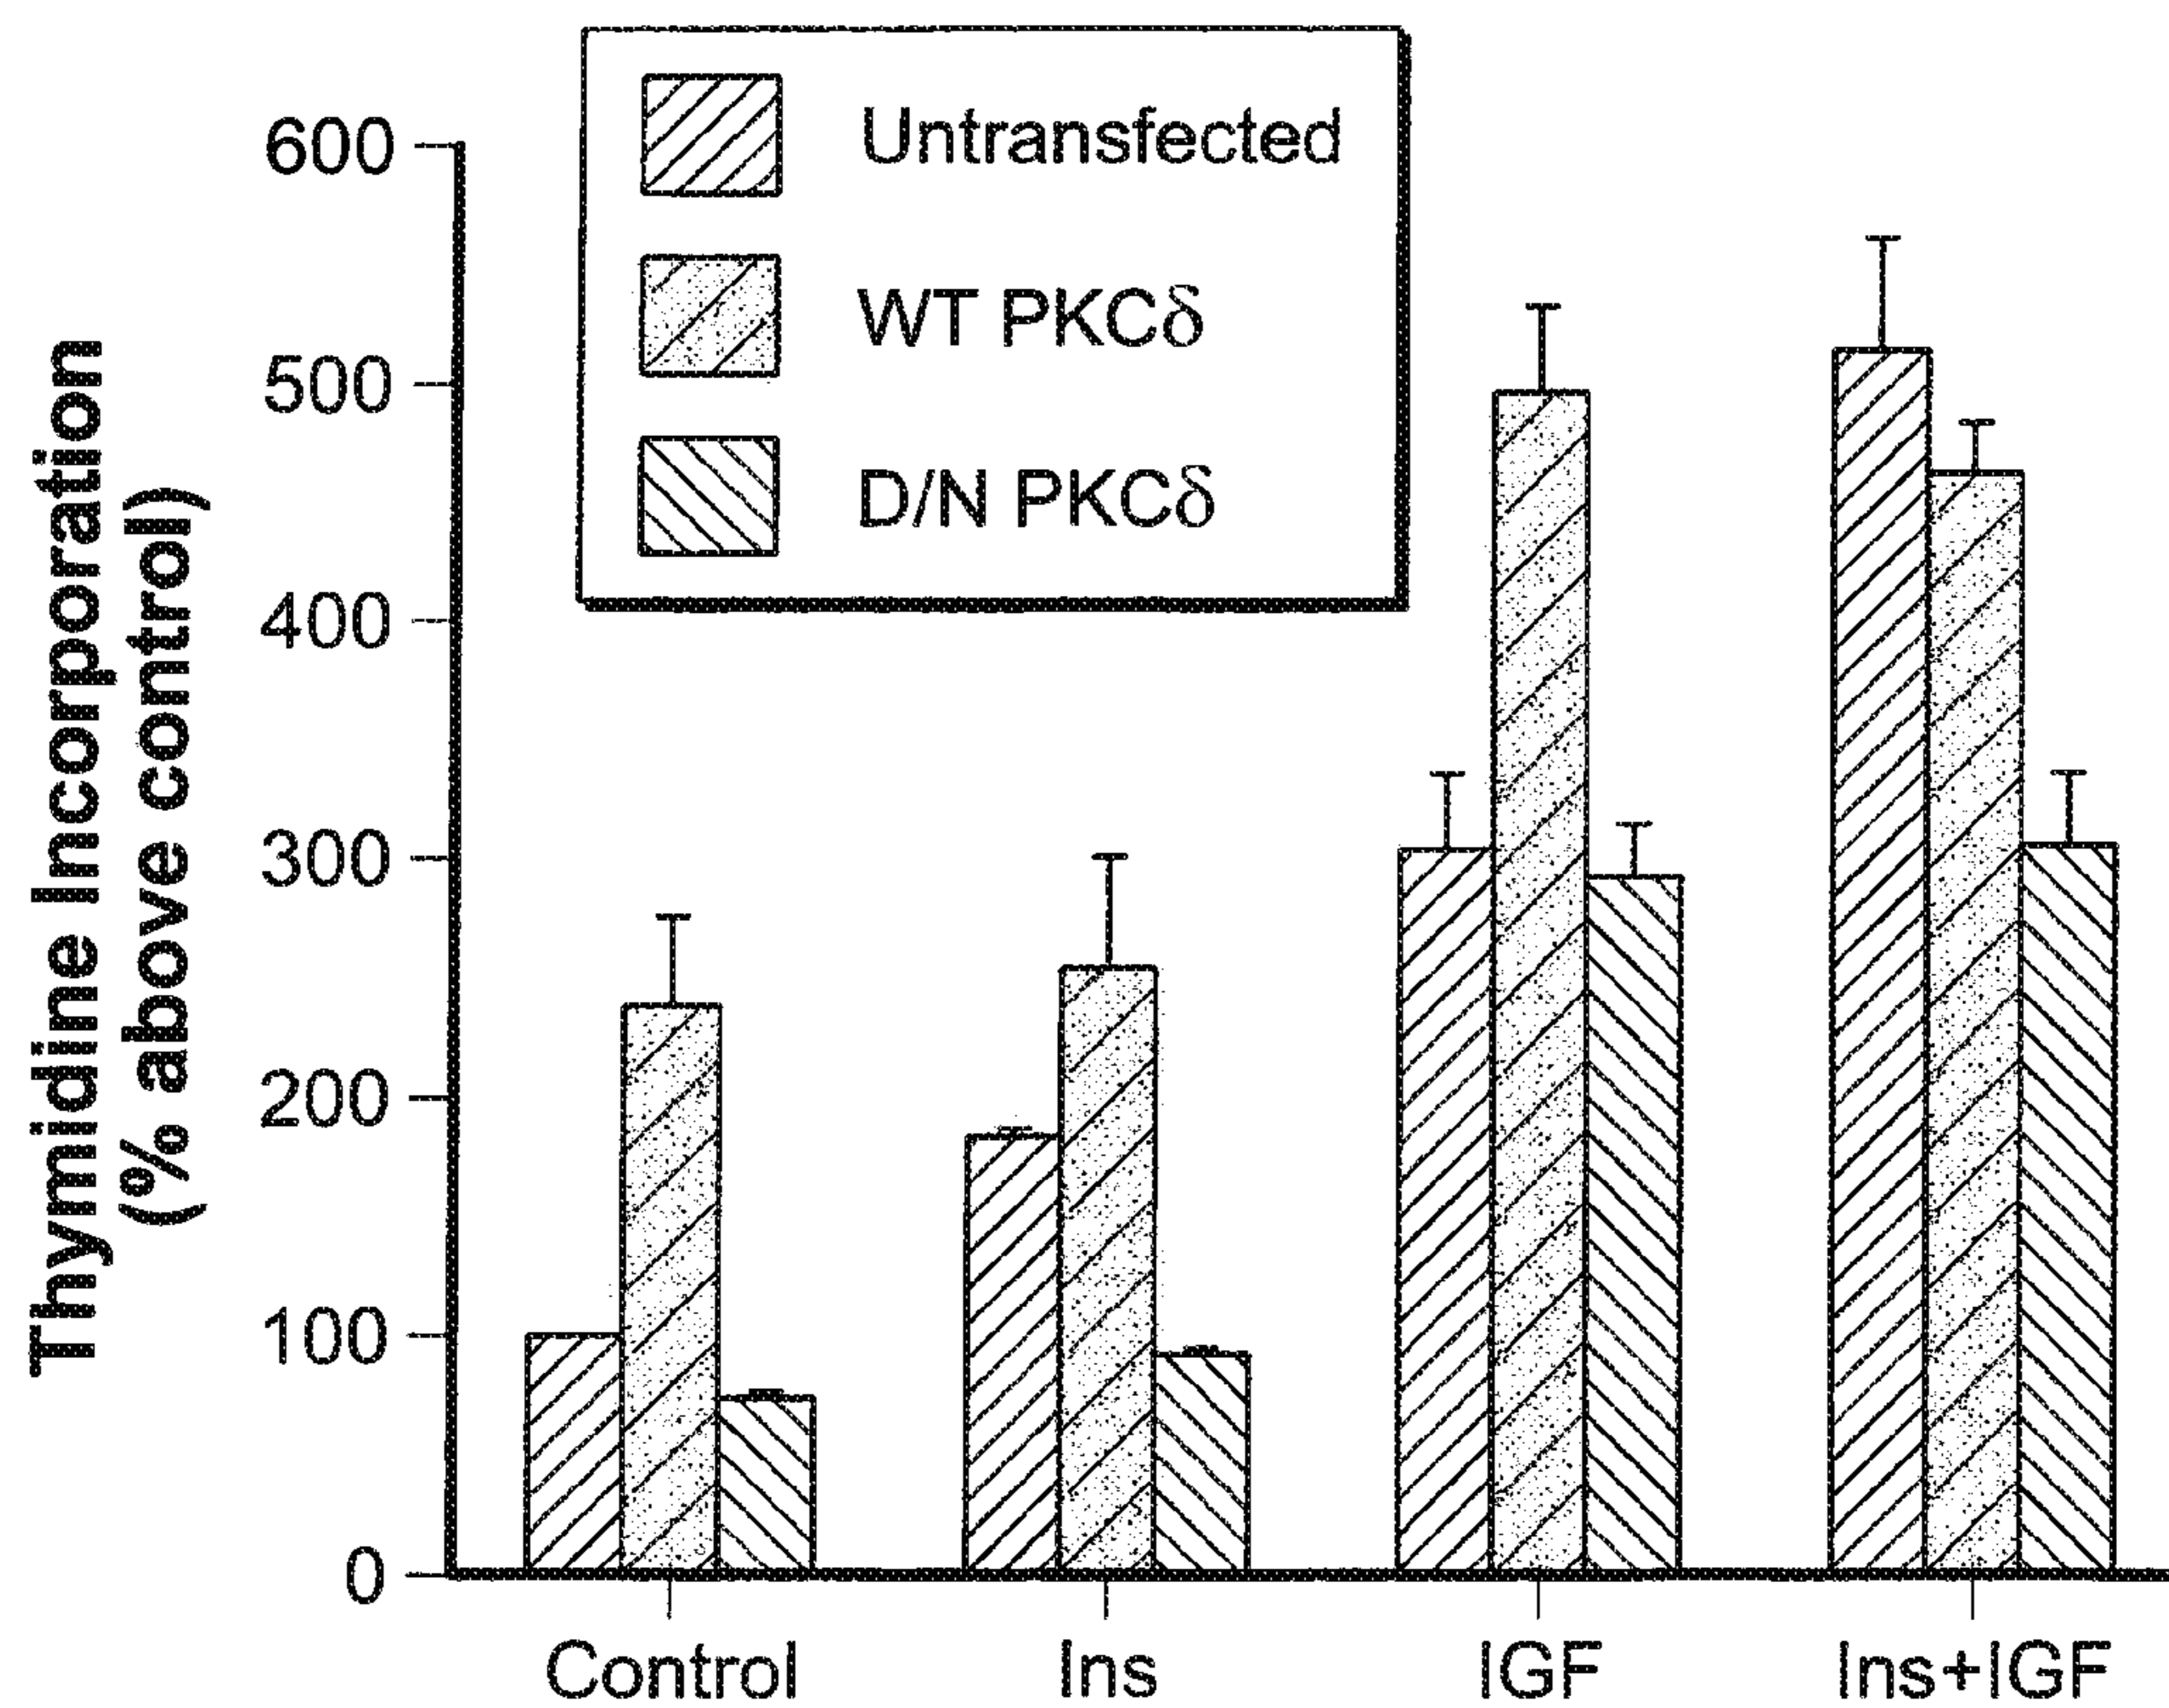 Thymidine Incorporation
(% above control)
600
500
400
300
200
100
0
Untransfected
WT PKCδ
D/N PKCδ
Control
Ins
IGF
Ins+IGF